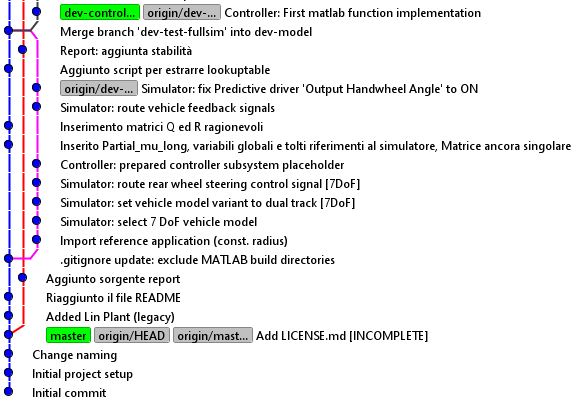 dev-control... origin/dev-... Controller: First matlab function implementation
Merge branch 'dev-test-fullsim' into dev-model
Report: aggiunta stabilità
Aggiunto script per estrarre lookuptable
origin/dev-... Simulator: fix Predictive driver 'Output Handwheel Angle' to ON
Simulator: route vehicle feedback signals
Inserimento matrici Q ed R ragionevoli
Inserito Partial_mu_long, variabili globali e tolti riferimenti al simulatore, Matrice ancora singolare
Controller: prepared controller subsystem placeholder
Simulator: route rear wheel steering control signal [7DoF]
Simulator: set vehicle model variant to dual track [7DoF]
Simulator: select 7 DoF vehicle model
Import reference application (const. radius)
.gitignore update: exclude MATLAB build directories
Aggiunto sorgente report
Riaggiunto il file README
Added Lin Plant (legacy)
master origin/HEAD origin/mast... Add LICENSE.md [INCOMPLETE]
Change naming
Initial project setup
Initial commit